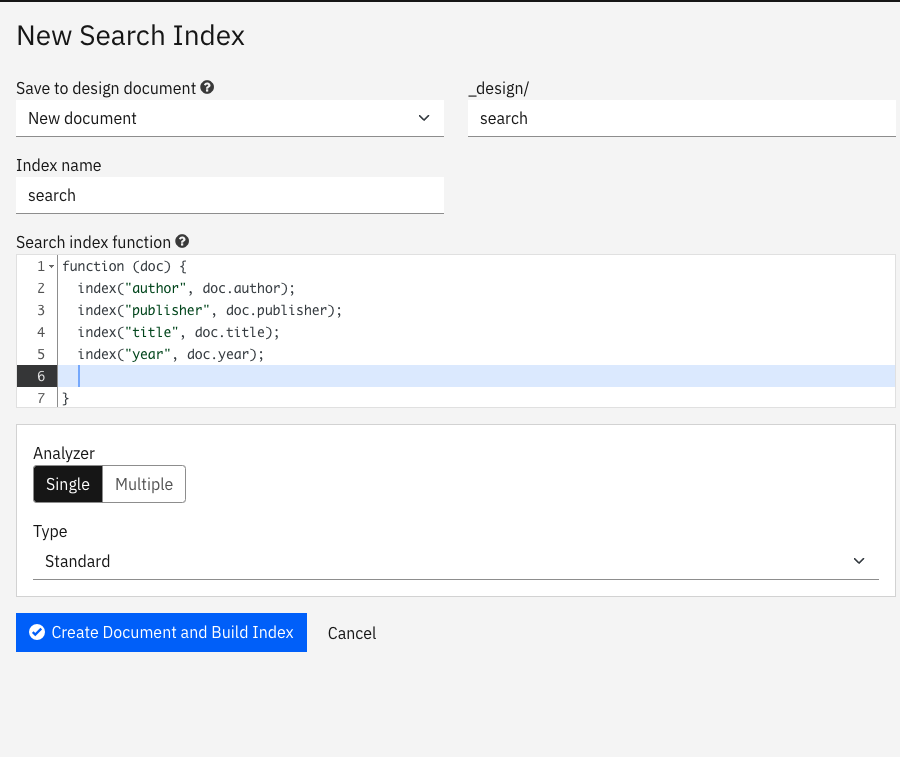 New Search Index
Save to design document
_design/
New document
search
Index name
search
Search index function
1 function (doc) {
2 index("author", doc.author);
3 index("publisher", doc.publisher);
4 index("title", doc.title);
5 index("year", doc.year);
6
7 }
Analyzer
Single Multiple
Type
Standard
Create Document and Build Index Cancel